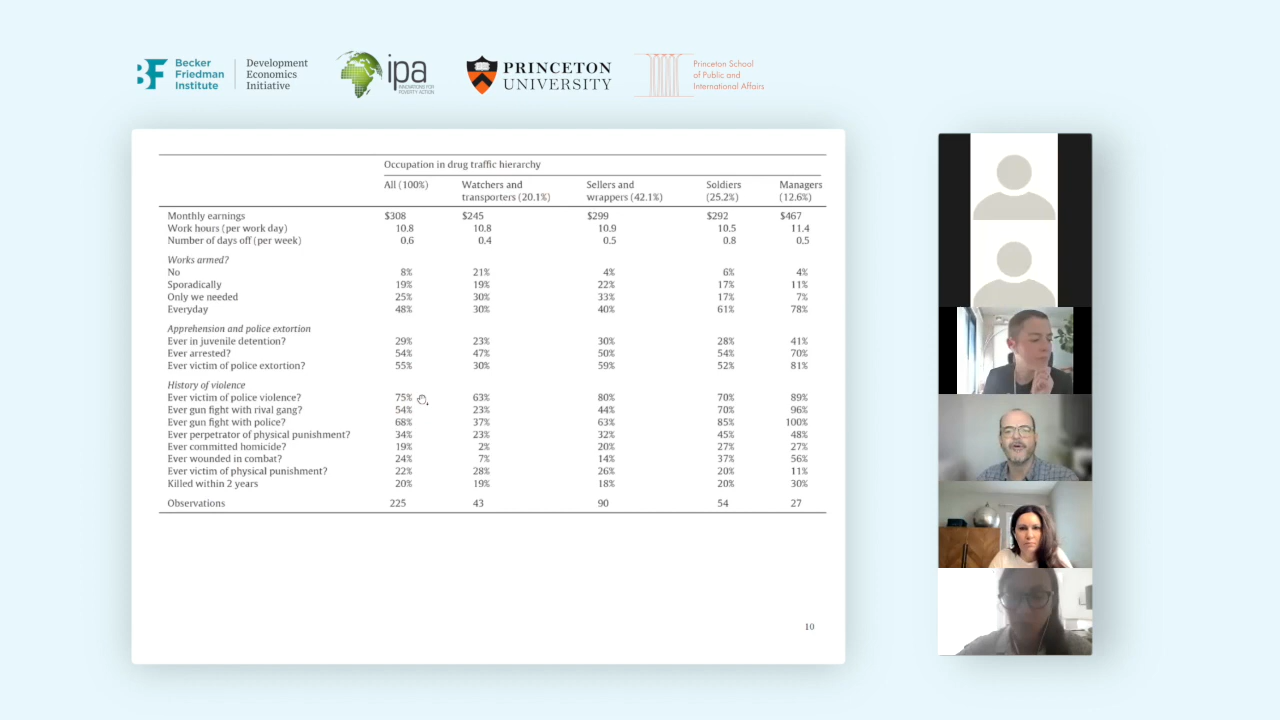 Becker
Friedman
Institute
Development
Economics
Initiative
ipa
INNOVATIONS FOR
POVERTY ACTION
PRINCETON
UNIVERSITY
Princeton School
of Public and
International Affairs
Occupation in drug traffic hierarchy
All (100%) Watchers and transporters (20.1%) Sellers and wrappers (42.1%) Soldiers (25.2%) Managers (12.6%)
Monthly earnings $308 $245 $299 $292 $467
Work hours (per work day) 10.8 10.8 10.9 10.5 11.4
Number of days off (per week) 0.6 0.4 0.5 0.8 0.5
Works armed?
No 8% 21% 4% 6% 4%
Sporadically 19% 19% 22% 17% 11%
Only we needed 25% 30% 33% 17% 7%
Everyday 48% 30% 40% 61% 78%
Apprehension and police extortion
Ever in juvenile detention? 29% 23% 30% 28% 41%
Ever arrested? 54% 47% 50% 54% 70%
Ever victim of police extortion? 55% 30% 59% 52% 81%
History of violence
Ever victim of police violence? 75% 63% 80% 70% 89%
Ever gun fight with rival gang? 54% 23% 44% 70% 96%
Ever gun fight with police? 68% 37% 63% 85% 100%
Ever perpetrator of physical punishment? 34% 23% 32% 45% 48%
Ever committed homicide? 19% 2% 20% 27% 27%
Ever wounded in combat? 24% 7% 14% 37% 56%
Ever victim of physical punishment? 22% 28% 26% 20% 11%
Killed within 2 years 20% 19% 18% 20% 30%
Observations 225 43 90 54 27
10